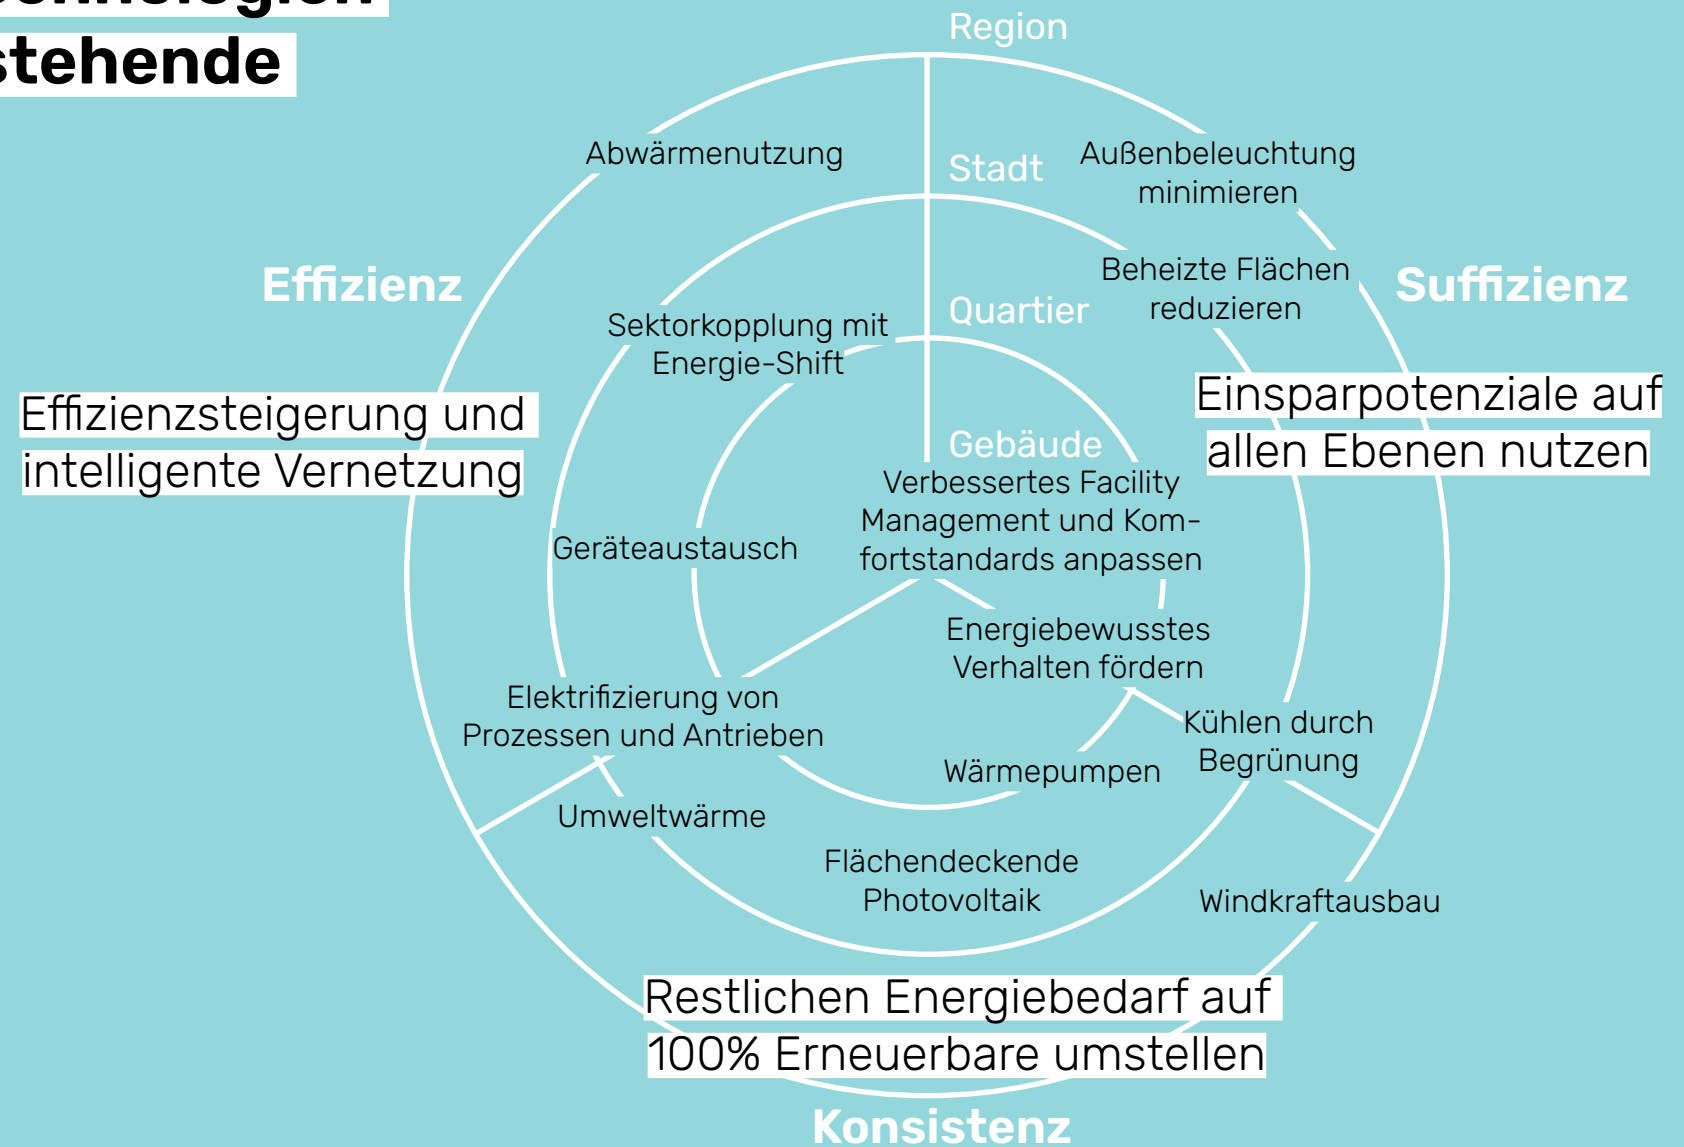 stehende
Region
Abwärmenutzung
Stadt
Außenbeleuchtung
minimieren
Effizienz
Beheizte Flächen
reduzieren
Suffizienz
Quartier
Sektorkopplung mit
Energie-Shift
Effizienzsteigerung und
intelligente Vernetzung
Einsparpotenziale auf
allen Ebenen nutzen
Gebäude
Verbessertes Facility
Management und Kom-
fortstandards anpassen
Geräteaustausch
Energiebewusstes
Verhalten fördern
Elektrifizierung von
Prozessen und Antrieben
Kühlen durch
Begrünung
Wärmepumpen
Umweltwärme
Flächendeckende
Photovoltaik
Windkraftausbau
Restlichen Energiebedarf auf
100% Erneuerbare umstellen
Konsistenz